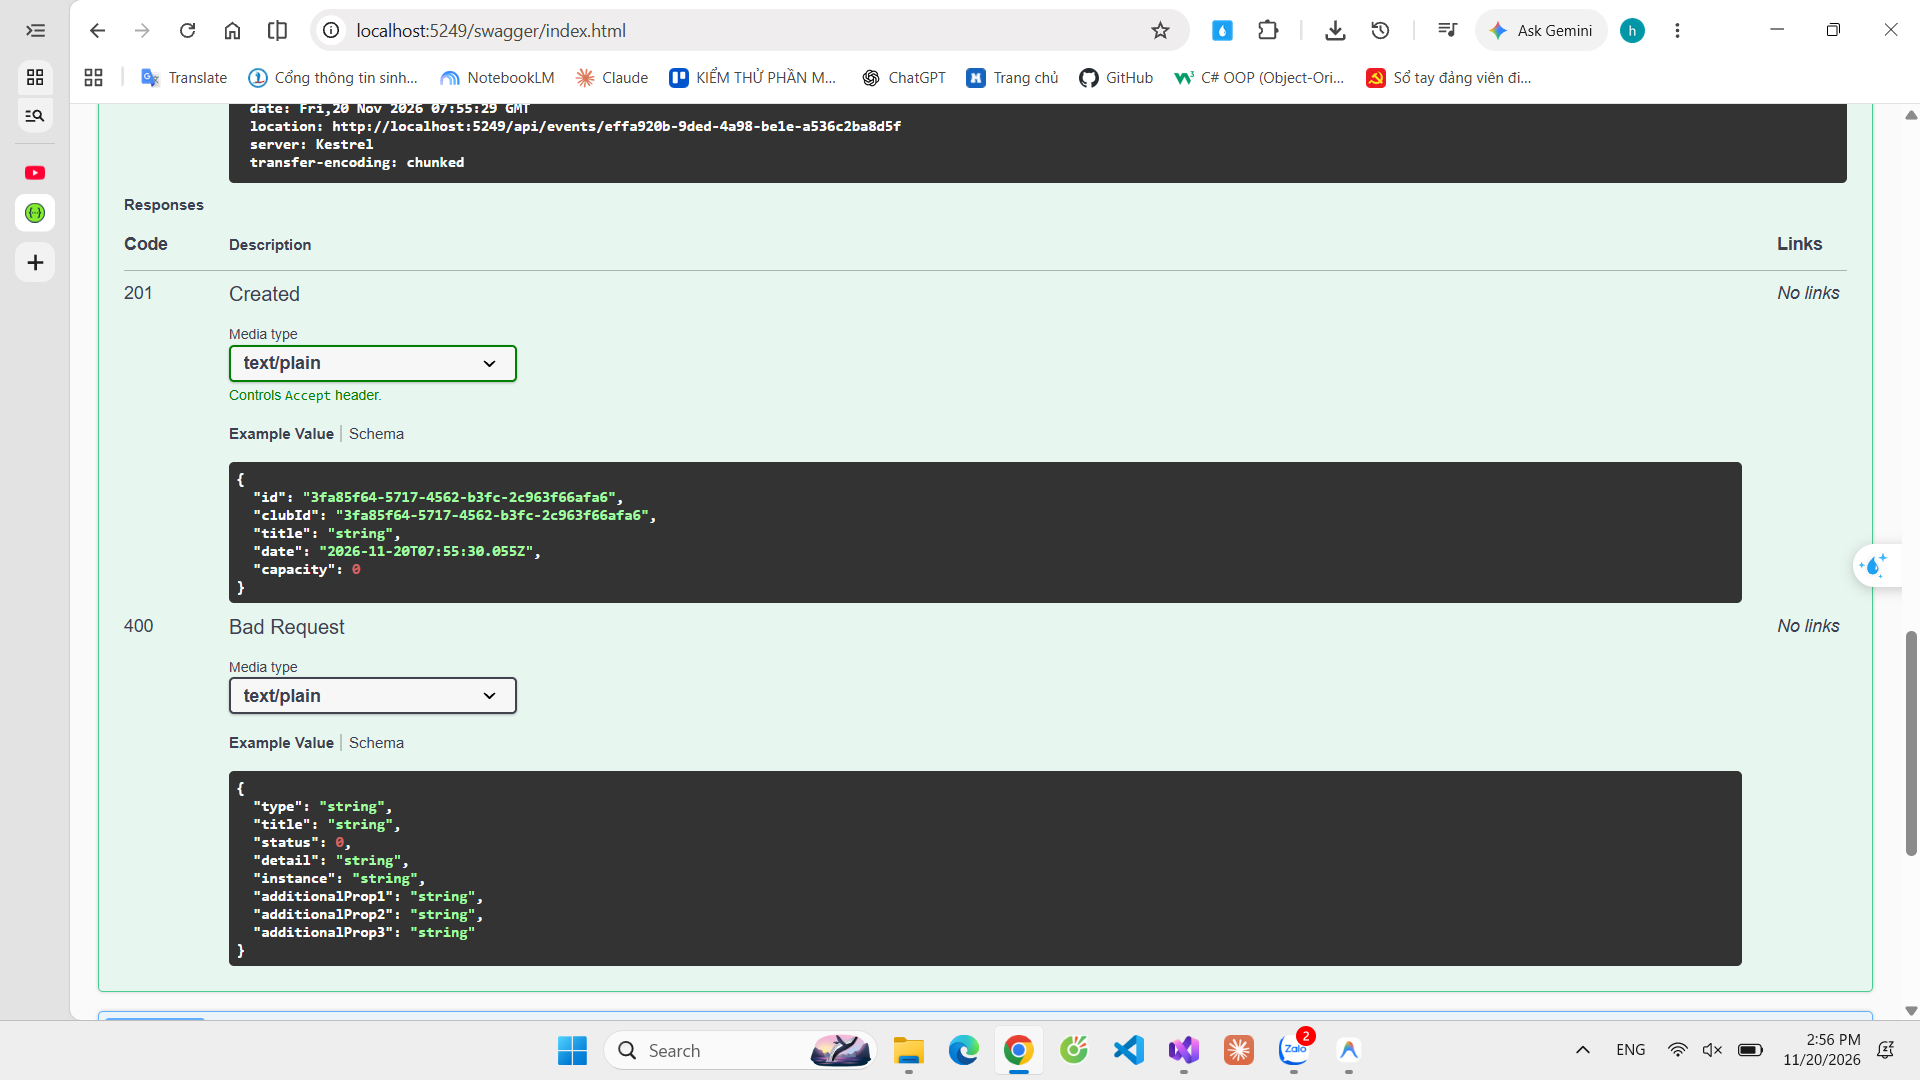 localhost:5249/swagger/index.html
Ask Gemini
h
Translate
Cổng thông tin sinh...
NotebookLM
Claude
KIỂM THỬ PHẦN M...
ChatGPT
Trang chủ
GitHub
C# OOP (Object-Ori...
Sổ tay đảng viên đi...
date: Fri,20 Nov 2026 07:55:29 GMT
location: http://localhost:5249/api/events/effa920b-9ded-4a98-be1e-a536c2ba8d5f
server: Kestrel
transfer-encoding: chunked
Responses
Code Description Links
201 Created No links
Media type
text/plain
Controls Accept header.
Example Value | Schema
{
"id": "3fa85f64-5717-4562-b3fc-2c963f66afa6",
"clubId": "3fa85f64-5717-4562-b3fc-2c963f66afa6",
"title": "string",
"date": "2026-11-20T07:55:30.055Z",
"capacity": 0
}
400 Bad Request No links
Media type
text/plain
Example Value | Schema
{
"type": "string",
"title": "string",
"status": 0,
"detail": "string",
"instance": "string",
"additionalProp1": "string",
"additionalProp2": "string",
"additionalProp3": "string"
}
Search
Zalo
2
ENG
2:56 PM
11/20/2026